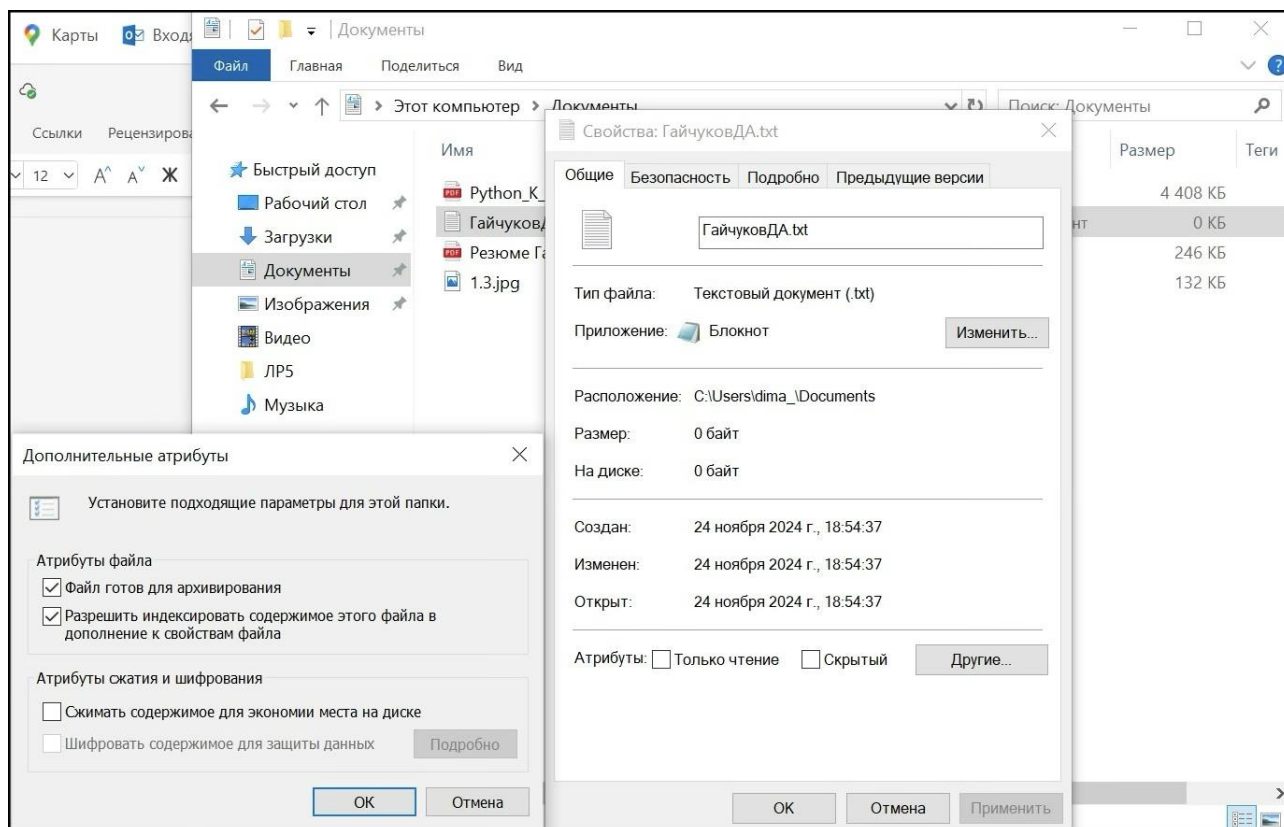 Карты
Входя
Документы
Файл Главная Поделиться Вид
Этот компьютер > Документы
Поиск: Документы
Ссылки Рецензирова
12 А^ А˅ Ж
Имя
Размер Теги
Быстрый доступ
Рабочий стол
Загрузки
Документы
Изображения
Видео
ЛР5
Музыка
Python_K_
4 408 КБ
ГайчуковД
нт 0 КБ
Резюме Га
246 КБ
1.3.jpg
132 КБ
Свойства: ГайчуковДА.txt
Общие Безопасность Подробно Предыдущие версии
ГайчуковДА.txt
Тип файла: Текстовый документ (.txt)
Приложение: Блокнот Изменить...
Расположение: C:\Users\dima_\Documents
Размер: 0 байт
На диске: 0 байт
Создан: 24 ноября 2024 г., 18:54:37
Изменен: 24 ноября 2024 г., 18:54:37
Открыт: 24 ноября 2024 г., 18:54:37
Атрибуты: Только чтение Скрытый Другие...
ОК Отмена Применить
Дополнительные атрибуты
Установите подходящие параметры для этой папки.
Атрибуты файла
Файл готов для архивирования
Разрешить индексировать содержимое этого файла в
дополнение к свойствам файла
Атрибуты сжатия и шифрования
Сжимать содержимое для экономии места на диске
Шифровать содержимое для защиты данных Подробно
ОК Отмена